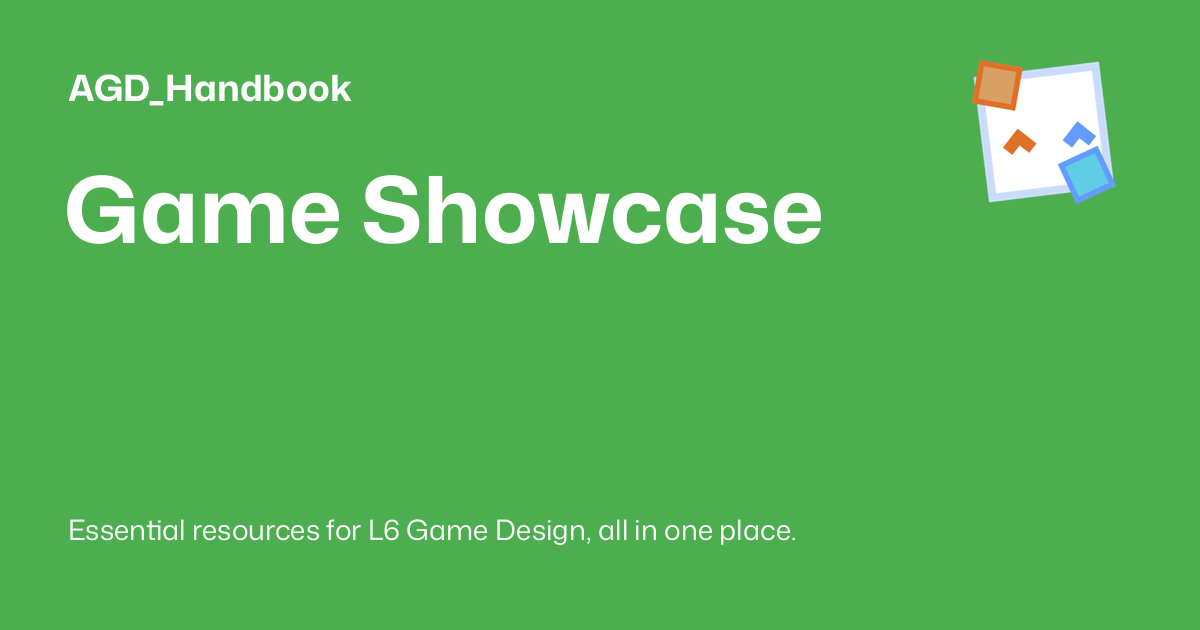 AGD_Handbook
Game Showcase
Essential resources for L6 Game Design, all in one place.